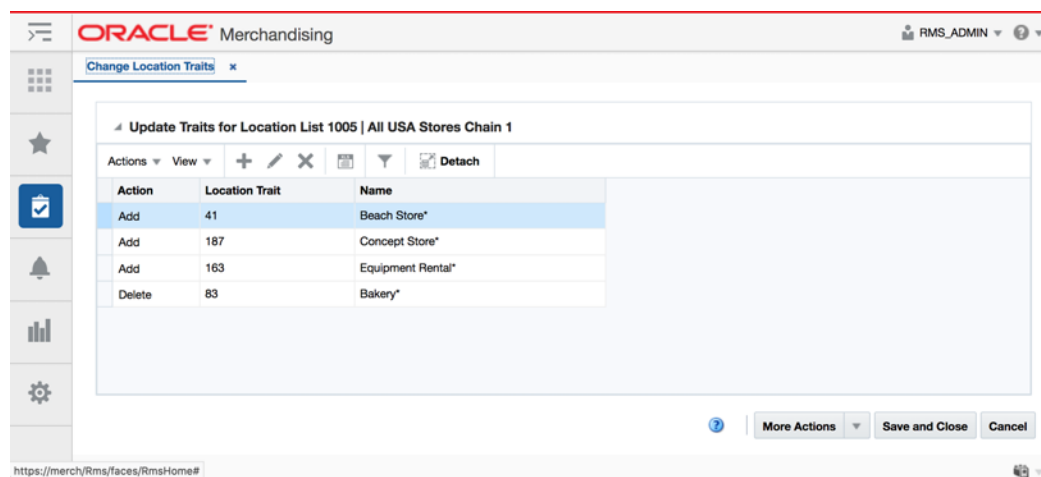 ORACLE® Merchandising
RMS_ADMIN
Change Location Traits x
Update Traits for Location List 1005 | All USA Stores Chain 1
Actions View Detach
Action Location Trait Name
Add 41 Beach Store*
Add 187 Concept Store*
Add 163 Equipment Rental*
Delete 83 Bakery*
More Actions Save and Close Cancel
https://merch/Rms/faces/RmsHome#